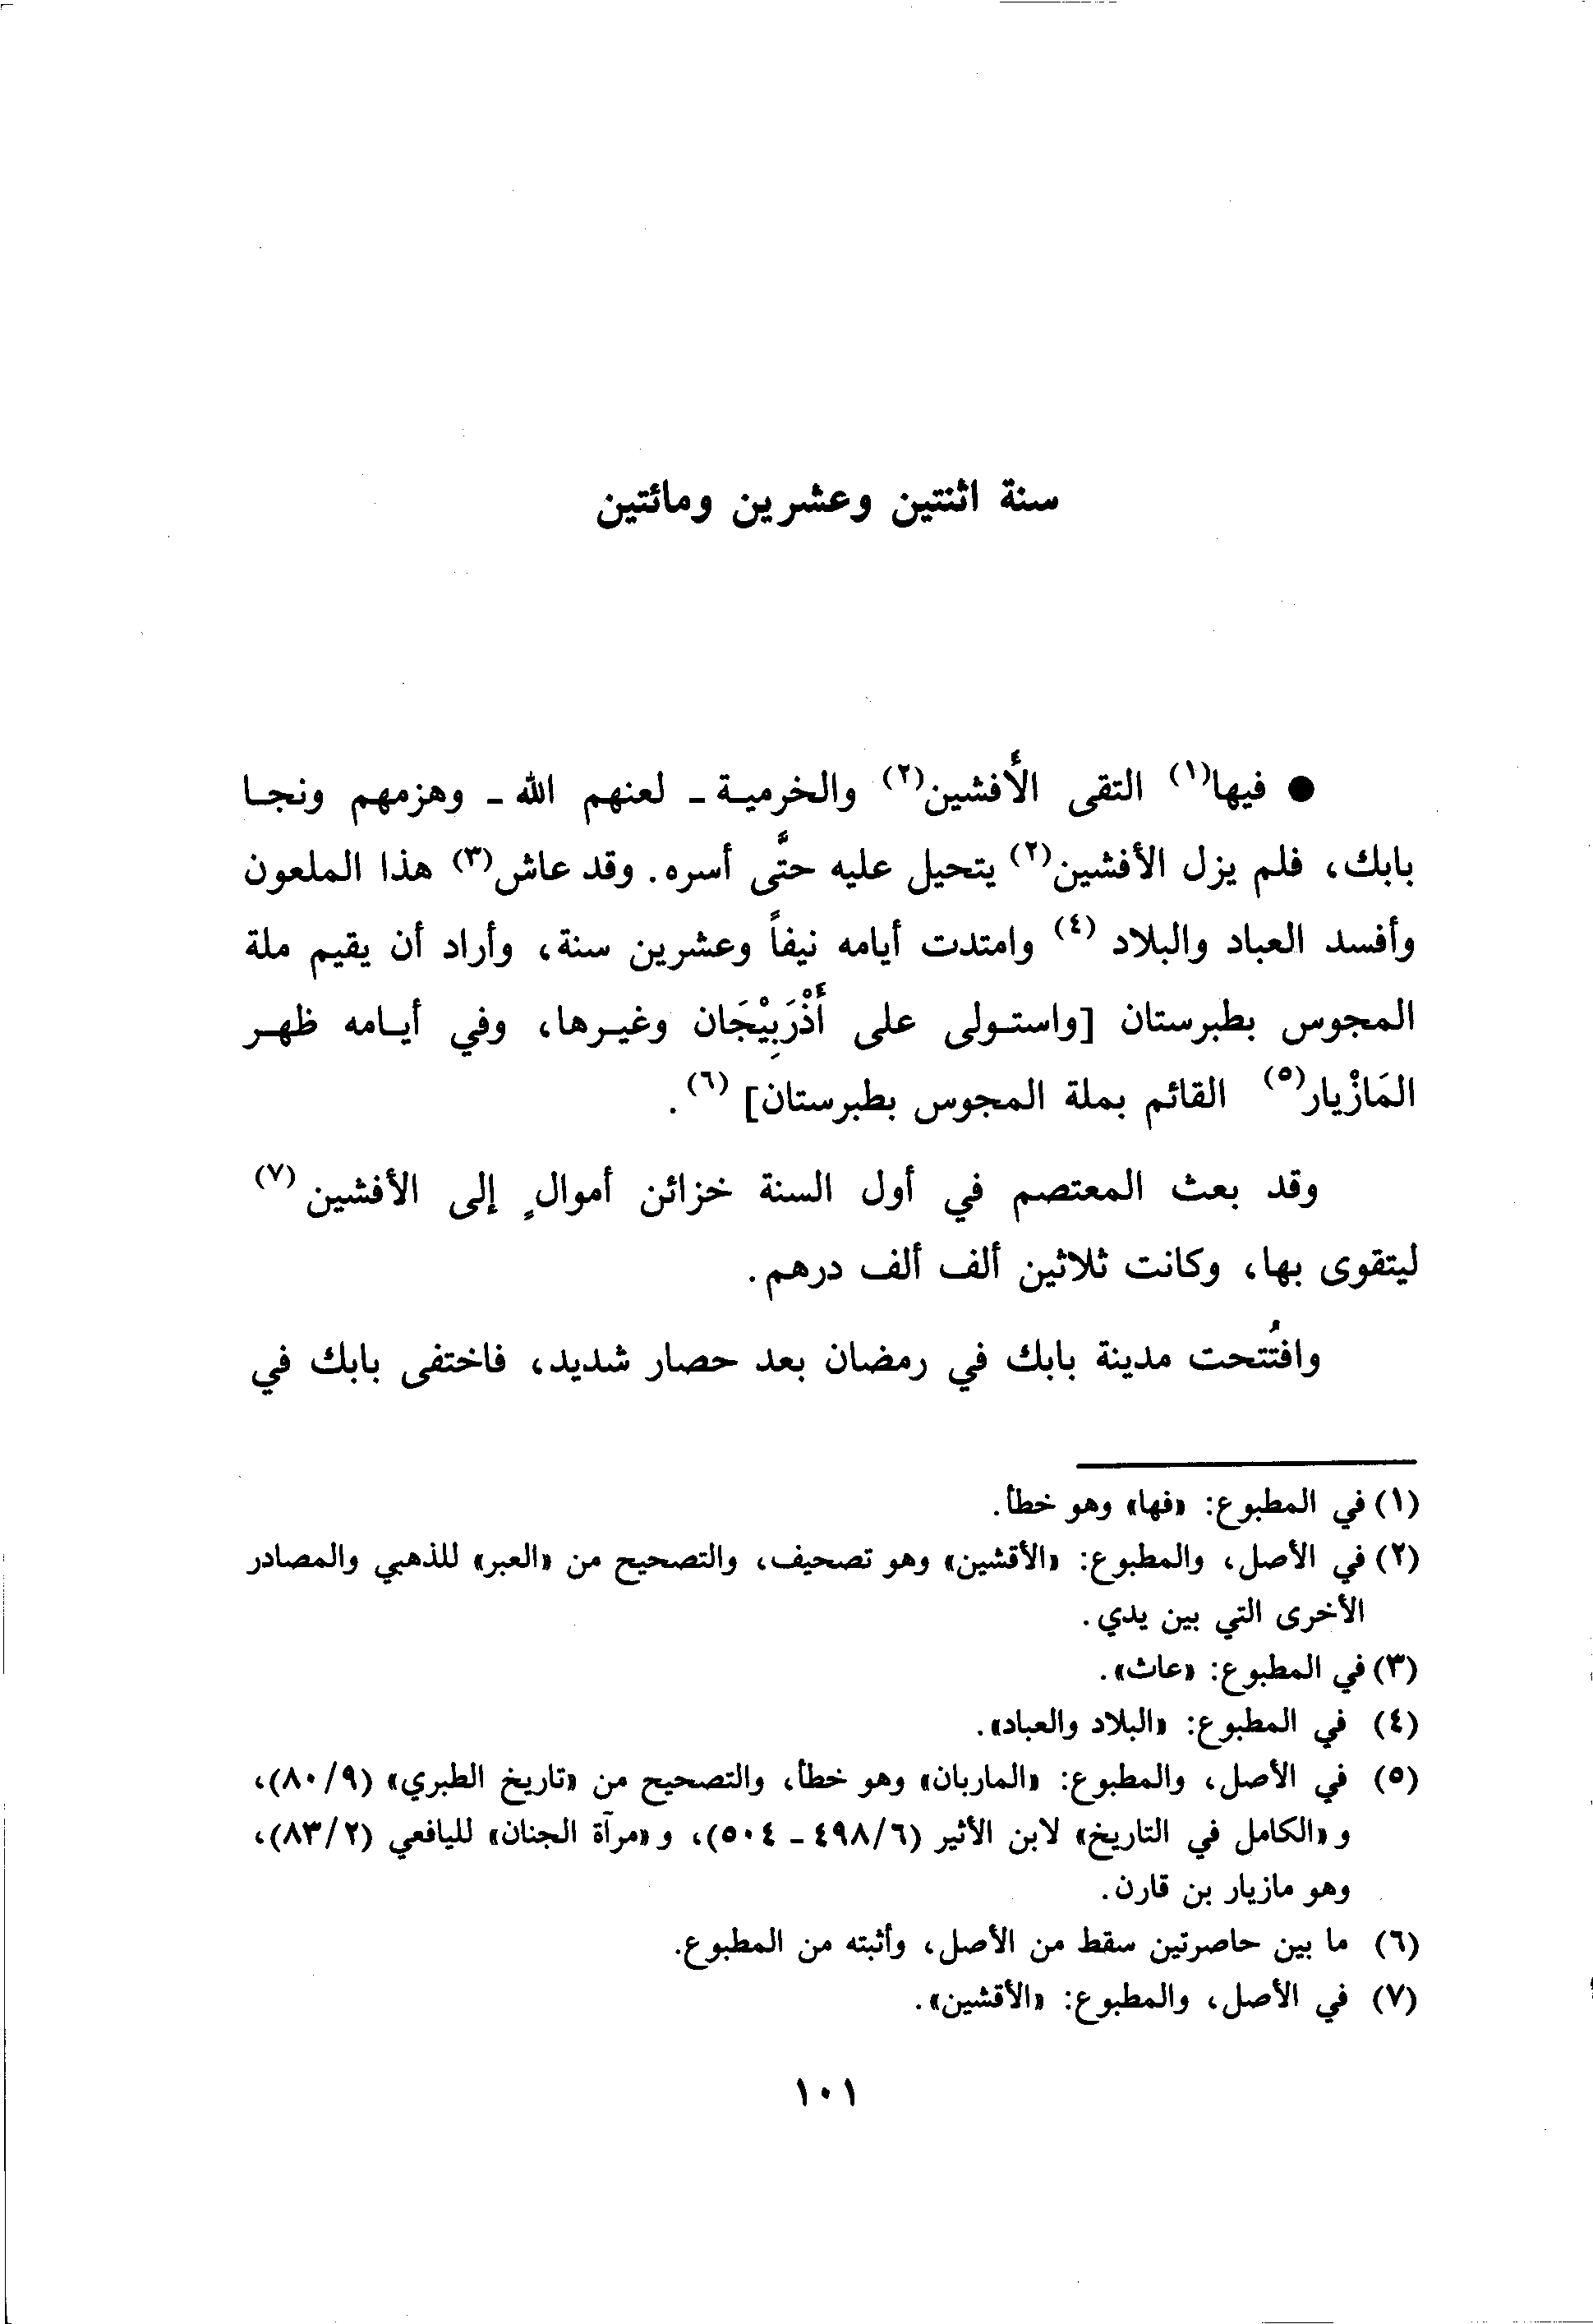 سنة اثنتين وعشرين ومائتين
● فيها(١) التقى الأَفشين(٢) والخرمية ـ لعنهم الله ـ وهزمهم ونجا
بابك، فلم يزل الأفشين(٢) يتحيل عليه حتَّى أسره. وقد عاش(٣) هذا الملعون
وأفسد العباد والبلاد (٤) وامتدت أيامه نيفاً وعشرين سنة، وأراد أن يقيم ملة
المجوس بطبرستان [واستولى على أَذْرَبِيْجَان وغيرها، وفي أيامه ظهر
المَازْيار(٥) القائم بملة المجوس بطبرستان] (٦).
وقد بعث المعتصم في أول السنة خزائن أموالٍ إلى الأفشين (٧)
ليتقوى بها، وكانت ثلاثين ألف ألف درهم.
وافتُتحت مدينة بابك في رمضان بعد حصار شديد، فاختفى بابك في
(١) في المطبوع: «فها» وهو خطأ.
(٢) في الأصل، والمطبوع: «الأقشين» وهو تصحيف، والتصحيح من «العبر» للذهبي والمصادر
الأخرى التي بين يدي.
(٣) في المطبوع: «عاث».
(٤) في المطبوع: «البلاد والعباد».
(٥) في الأصل، والمطبوع: «الماربان» وهو خطأ، والتصحيح من «تاريخ الطبري» (٩/ ٨٠)،
و «الكامل في التاريخ» لابن الأثير (٦/ ٤٩٨ ـ ٥٠٤)، و «مرآة الجنان» لليافعي (٢/ ٨٣)،
وهو مازيار بن قارن.
(٦) ما بين حاصرتين سقط من الأصل، وأثبته من المطبوع.
(٧) في الأصل، والمطبوع: «الأقشين».
١٠١